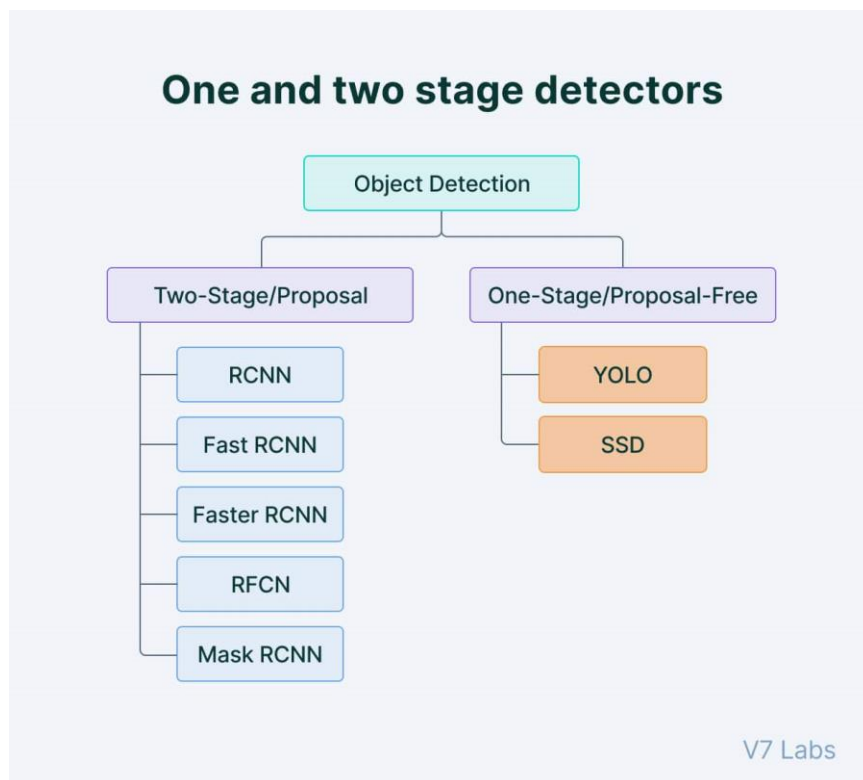 One and two stage detectors
Object Detection
Two-Stage/Proposal
RCNN
Fast RCNN
Faster RCNN
RFCN
Mask RCNN
One-Stage/Proposal-Free
YOLO
SSD
V7 Labs